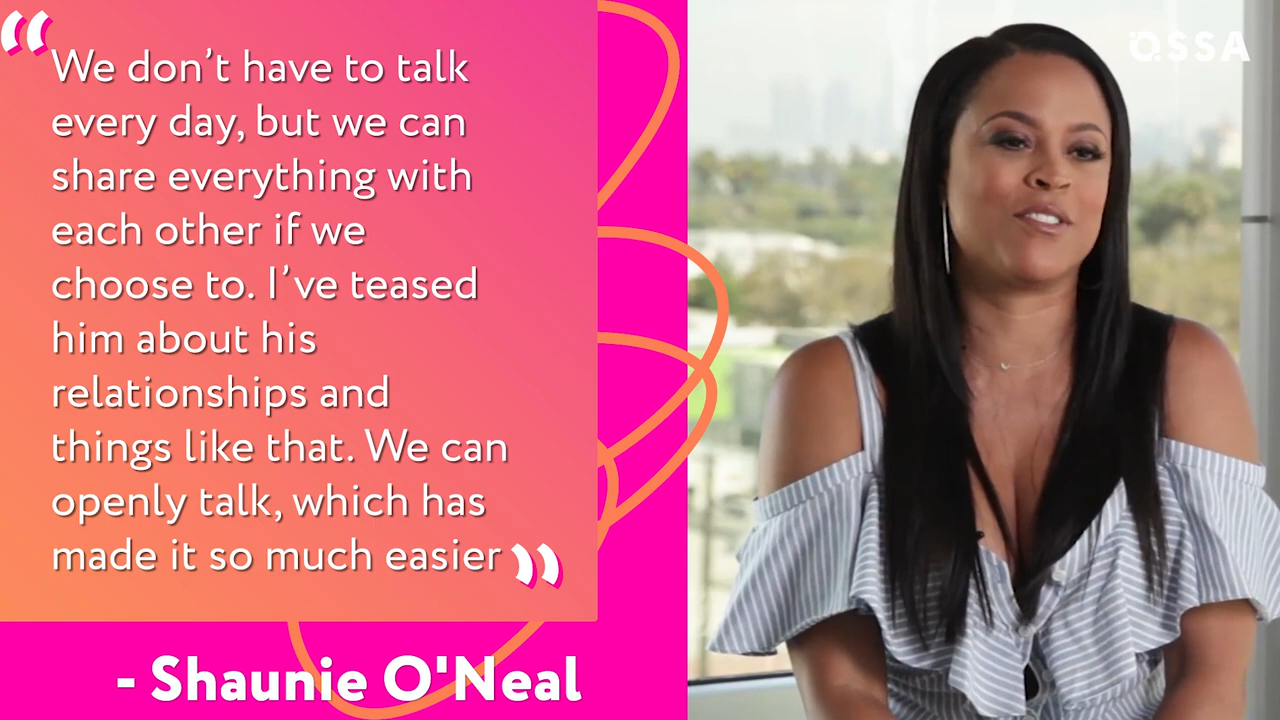 “We don’t have to talk
every day, but we can
share everything with
each other if we
choose to. I’ve teased
him about his
relationships and
things like that. We can
openly talk, which has
made it so much easier”
- Shaunie O'Neal
OSSA